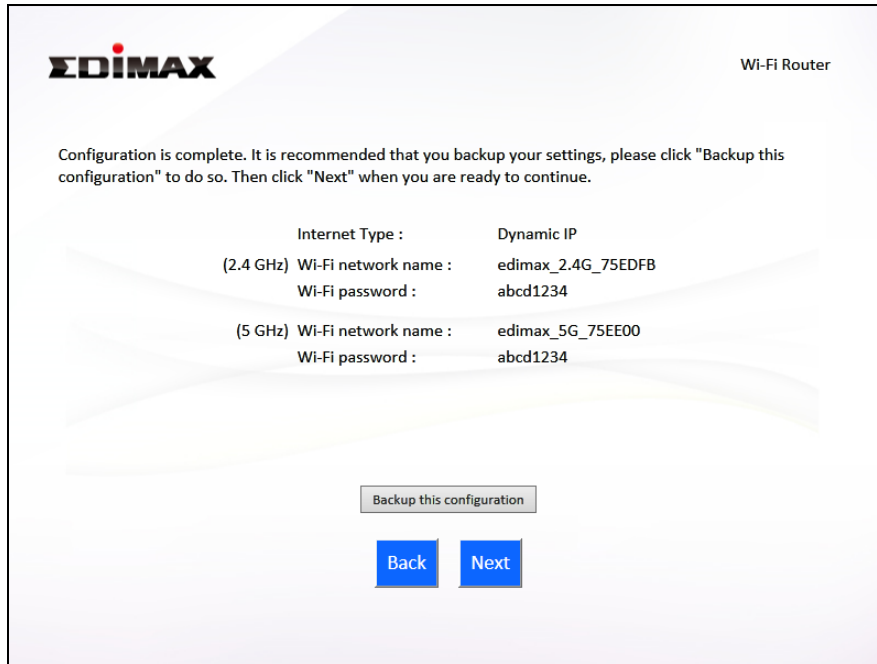 EDIMAX
Wi-Fi Router
Configuration is complete. It is recommended that you backup your settings, please click "Backup this
configuration" to do so. Then click "Next" when you are ready to continue.
Internet Type : Dynamic IP
(2.4 GHz) Wi-Fi network name : edimax_2.4G_75EDFB
Wi-Fi password : abcd1234
(5 GHz) Wi-Fi network name : edimax_5G_75EE00
Wi-Fi password : abcd1234
Backup this configuration
Back Next